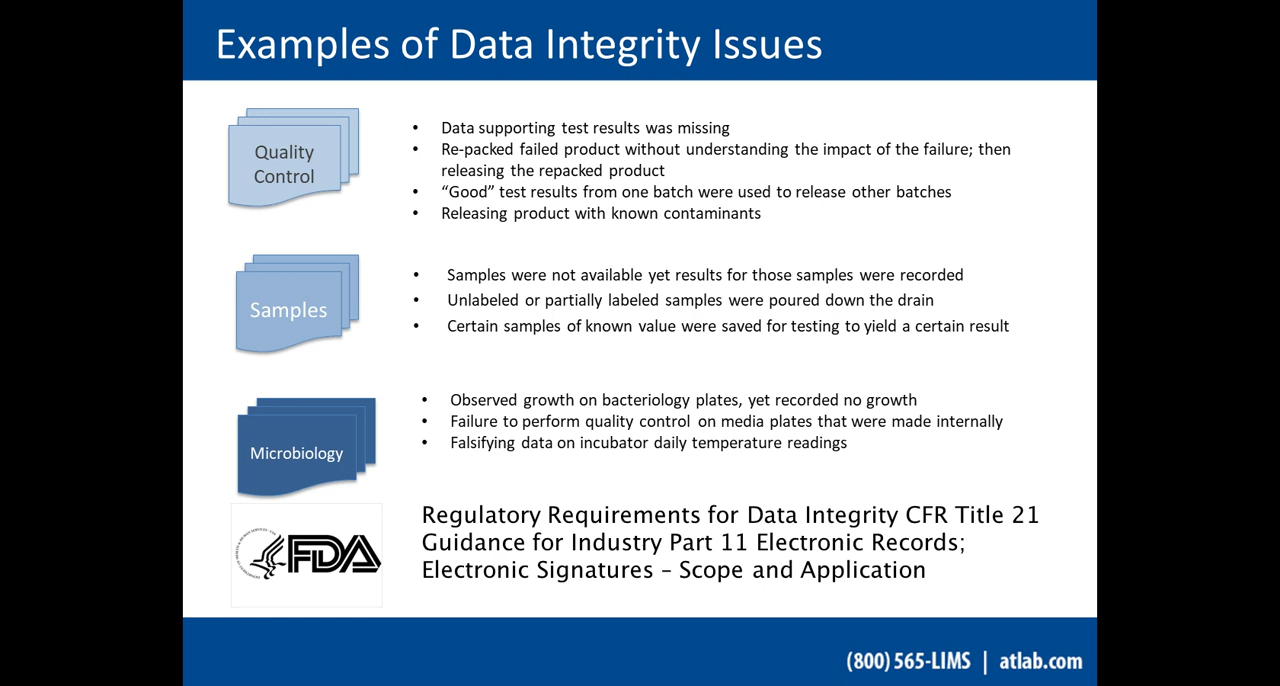 Examples of Data Integrity Issues
Quality
Control
• Data supporting test results was missing
• Re-packed failed product without understanding the impact of the failure; then
releasing the repacked product
• “Good” test results from one batch were used to release other batches
• Releasing product with known contaminants
Samples
• Samples were not available yet results for those samples were recorded
• Unlabeled or partially labeled samples were poured down the drain
• Certain samples of known value were saved for testing to yield a certain result
Microbiology
• Observed growth on bacteriology plates, yet recorded no growth
• Failure to perform quality control on media plates that were made internally
• Falsifying data on incubator daily temperature readings
FDA
Regulatory Requirements for Data Integrity CFR Title 21
Guidance for Industry Part 11 Electronic Records;
Electronic Signatures – Scope and Application
(800) 565-LIMS | atlab.com